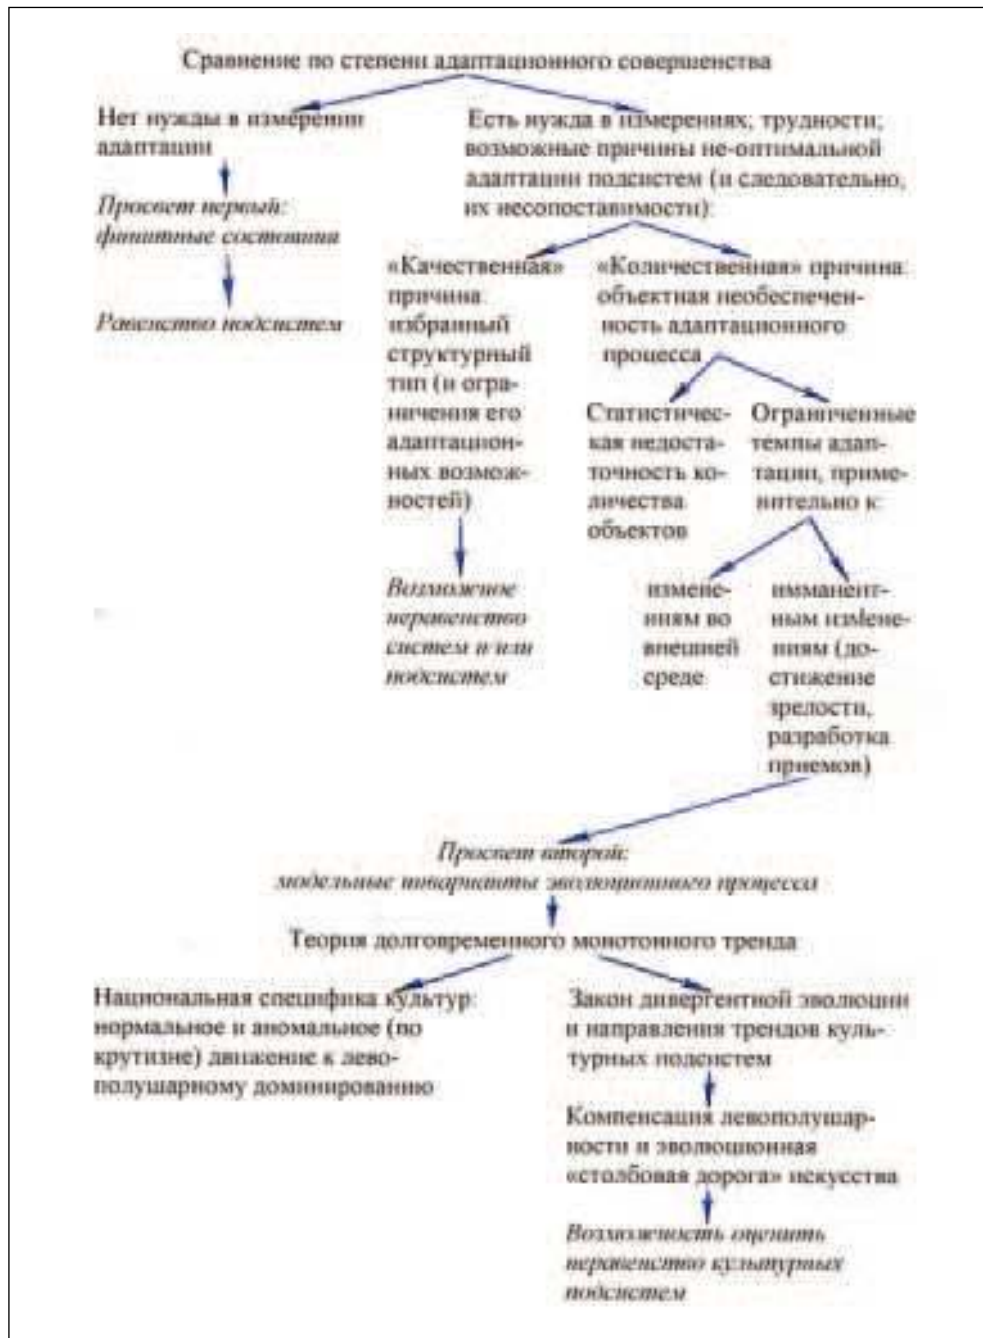 Сравнение по степени адаптационного совершенства
Нет нужды в измерении
адаптации
Просвет первый:
финитные состояния
Равенство подсистем
Есть нужда в измерениях; трудности;
возможные причины не-оптимальной
адаптации подсистем (и следовательно,
их несопоставимости)
«Качественная»
причина:
избранный
структурный
тип (и огра-
ничения его
адаптацион-
ных возмож-
ностей)
Возможное
неравенство
систем и/или
подсистем
«Количественная» причина:
объектная необеспечен-
ность адаптационного
процесса
Статистичес-
кая недоста-
точность ко-
личества
объектов
Ограниченные
темпы адап-
тации, приме-
нительно к:
измене-
ниям во
внешней
среде
имманент-
ным измене-
ниям (до-
стижение
зрелости,
разработка
приемов)
Просвет второй:
модельные инварианты эволюционного процесса
Теория долговременного монотонного тренда
Национальная специфика культур:
нормальное и аномальное (по
крутизне) движение к лево-
полушарному доминированию
Закон дивергентной эволюции
и направления трендов куль-
турных подсистем
Компенсация левополушар-
ности и эволюционная
«столбовая дорога» искусства
Возможность оценить
неравенство культурных
подсистем